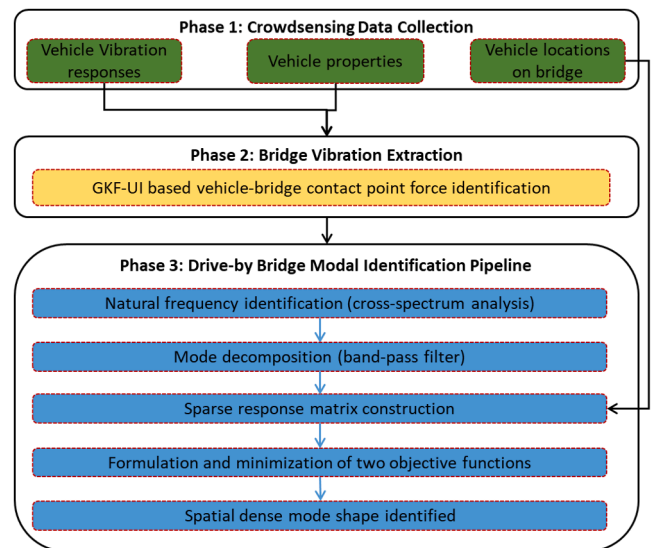 Phase 1: Crowdsensing Data Collection
Vehicle Vibration
responses
Vehicle properties
Vehicle locations
on bridge
Phase 2: Bridge Vibration Extraction
GKF-UI based vehicle-bridge contact point force identification
Phase 3: Drive-by Bridge Modal Identification Pipeline
Natural frequency identification (cross-spectrum analysis)
Mode decomposition (band-pass filter)
Sparse response matrix construction
Formulation and minimization of two objective functions
Spatial dense mode shape identified